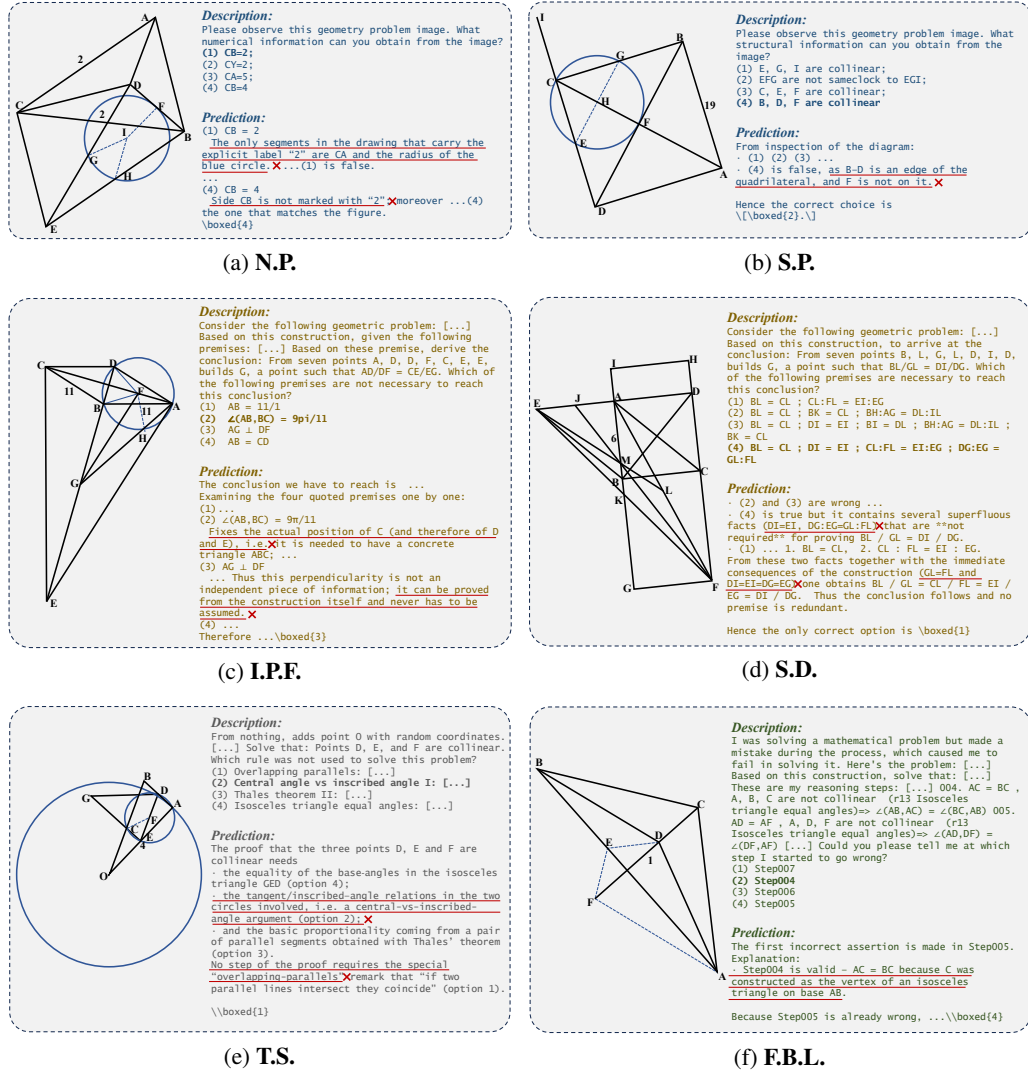 A
2
C
D
F
2
I
B
G
H
E
Description:
Please observe this geometry problem image. What
numerical information can you obtain from the image?
(1) CB=2;
(2) CY=2;
(3) CA=5;
(4) CB=4
Prediction:
(1) CB = 2
The only segments in the drawing that carry the
explicit label “2” are CA and the radius of the
blue circle.❌...(1) is false.
...
(4) CB = 4
Side CB is not marked with “2”;❌moreover ...(4)
the one that matches the figure.
\boxed{4}
(a) N.P.
I
B
G
C
H
19
F
E
A
D
Description:
Please observe this geometry problem image. What
structural information can you obtain from the
image?
(1) E, G, I are collinear;
(2) EFG are not sameclock to EGI;
(3) C, E, F are collinear;
(4) B, D, F are collinear
Prediction:
From inspection of the diagram:
· (1) (2) (3) ...
· (4) is false, as B–D is an edge of the
quadrilateral, and F is not on it.❌
Hence the correct choice is
\[\boxed{2}.\]
(b) S.P.
C
D
11
F
B
11
A
H
G
E
Description:
Consider the following geometric problem: [...]
Based on this construction, given the following
premises: [...] Based on these premise, derive the
conclusion: From seven points A, D, D, F, C, E, E,
builds G, a point such that AD/DF = CE/EG. Which of
the following premises are not necessary to reach
this conclusion?
(1) AB = 11/1
(2) ∠(AB,BC) = 9pi/11
(3) AG ⊥ DF
(4) AB = CD
Prediction:
The conclusion we have to reach is ...
Examining the four quoted premises one by one:
(1)...
(2) ∠(AB,BC) = 9π/11
Fixes the actual position of C (and therefore of D
and E), i.e.❌it is needed to have a concrete
triangle ABC; ...
(3) AG ⊥ DF
... Thus this perpendicularity is not an
independent piece of information; it can be proved
from the construction itself and never has to be
assumed. ❌
(4) ...
Therefore ...\boxed{3}
(c) I.P.F.
I
H
J
A
D
E
6
M
B
C
K
L
G
F
Description:
Consider the following geometric problem: [...]
Based on this construction, to arrive at the
conclusion: From seven points B, L, G, L, D, I, D,
builds G, a point such that BL/GL = DI/DG. Which
of the following premises are necessary to reach
this conclusion?
(1) BL = CL ; CL:FL = EI:EG
(2) BL = CL ; BK = CL ; BH:AG = DL:IL
(3) BL = CL ; DI = EI ; BI = DL ; BH:AG = DL:IL ;
BK = CL
(4) BL = CL ; DI = EI ; CL:FL = EI:EG ; DG:EG =
GL:FL
Prediction:
· (2) and (3) are wrong ...
· (4) is true but it contains several superfluous
facts (DI=EI, DG:EG=GL:FL)❌that are **not
required** for proving BL / GL = DI / DG.
· (1) ... 1. BL = CL, 2. CL : FL = EI : EG.
From these two facts together with the immediate
consequences of the construction (GL=FL and
DI=EI=DG=EG)❌one obtains BL / GL = CL / FL = EI /
EG = DI / DG. Thus the conclusion follows and no
premise is redundant.
Hence the only correct option is \boxed{1}
(d) S.D.
B
G
D
A
F
C
E
4
O
Description:
From nothing, adds point O with random coordinates.
[...] Solve that: Points D, E, and F are collinear.
Which rule was not used to solve this problem?
(1) Overlapping parallels: [...]
(2) Central angle vs inscribed angle I: [...]
(3) Thales theorem II: [...]
(4) Isosceles triangle equal angles: [...]
Prediction:
The proof that the three points D, E and F are
collinear needs
· the equality of the base‑angles in the isosceles
triangle GED (option 4);
· the tangent/inscribed‑angle relations in the two
circles involved, i.e. a central‑vs‑inscribed‑
angle argument (option 2);❌
· and the basic proportionality coming from a pair
of parallel segments obtained with Thales’ theorem
(option 3).
No step of the proof requires the special
“overlapping‑parallels”❌remark that “if two
parallel lines intersect they coincide” (option 1).
\\boxed{1}
(e) T.S.
B
C
E
D
1
F
A
Description:
I was solving a mathematical problem but made a
mistake during the process, which caused me to
fail in solving it. Here’s the problem: [...]
Based on this construction, solve that: [...]
These are my reasoning steps: [...] 004. AC = BC ,
A, B, C are not collinear (r13 Isosceles
triangle equal angles)=> ∠(AB,AC) = ∠(BC,AB) 005.
AD = AF , A, D, F are not collinear (r13
Isosceles triangle equal angles)=> ∠(AD,DF) =
∠(DF,AF) [...] Could you please tell me at which
step I started to go wrong?
(1) Step007
(2) Step004
(3) Step006
(4) Step005
Prediction:
The first incorrect assertion is made in Step005.
Explanation:
· Step004 is valid – AC = BC because C was
constructed as the vertex of an isosceles
triangle on base AB.
Because Step005 is already wrong, ...\\boxed{4}
(f) F.B.L.